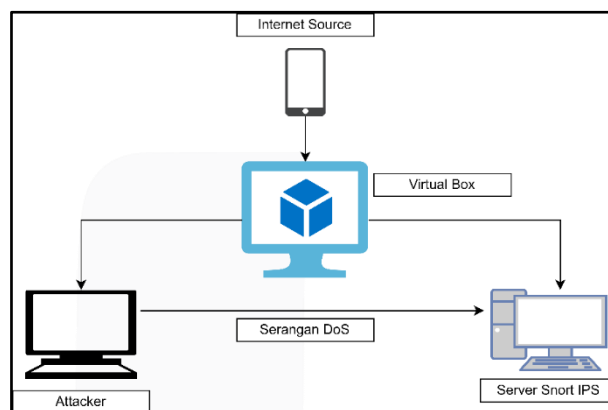 Internet Source
Virtual Box
Serangan DoS
Attacker
Server Snort IPS